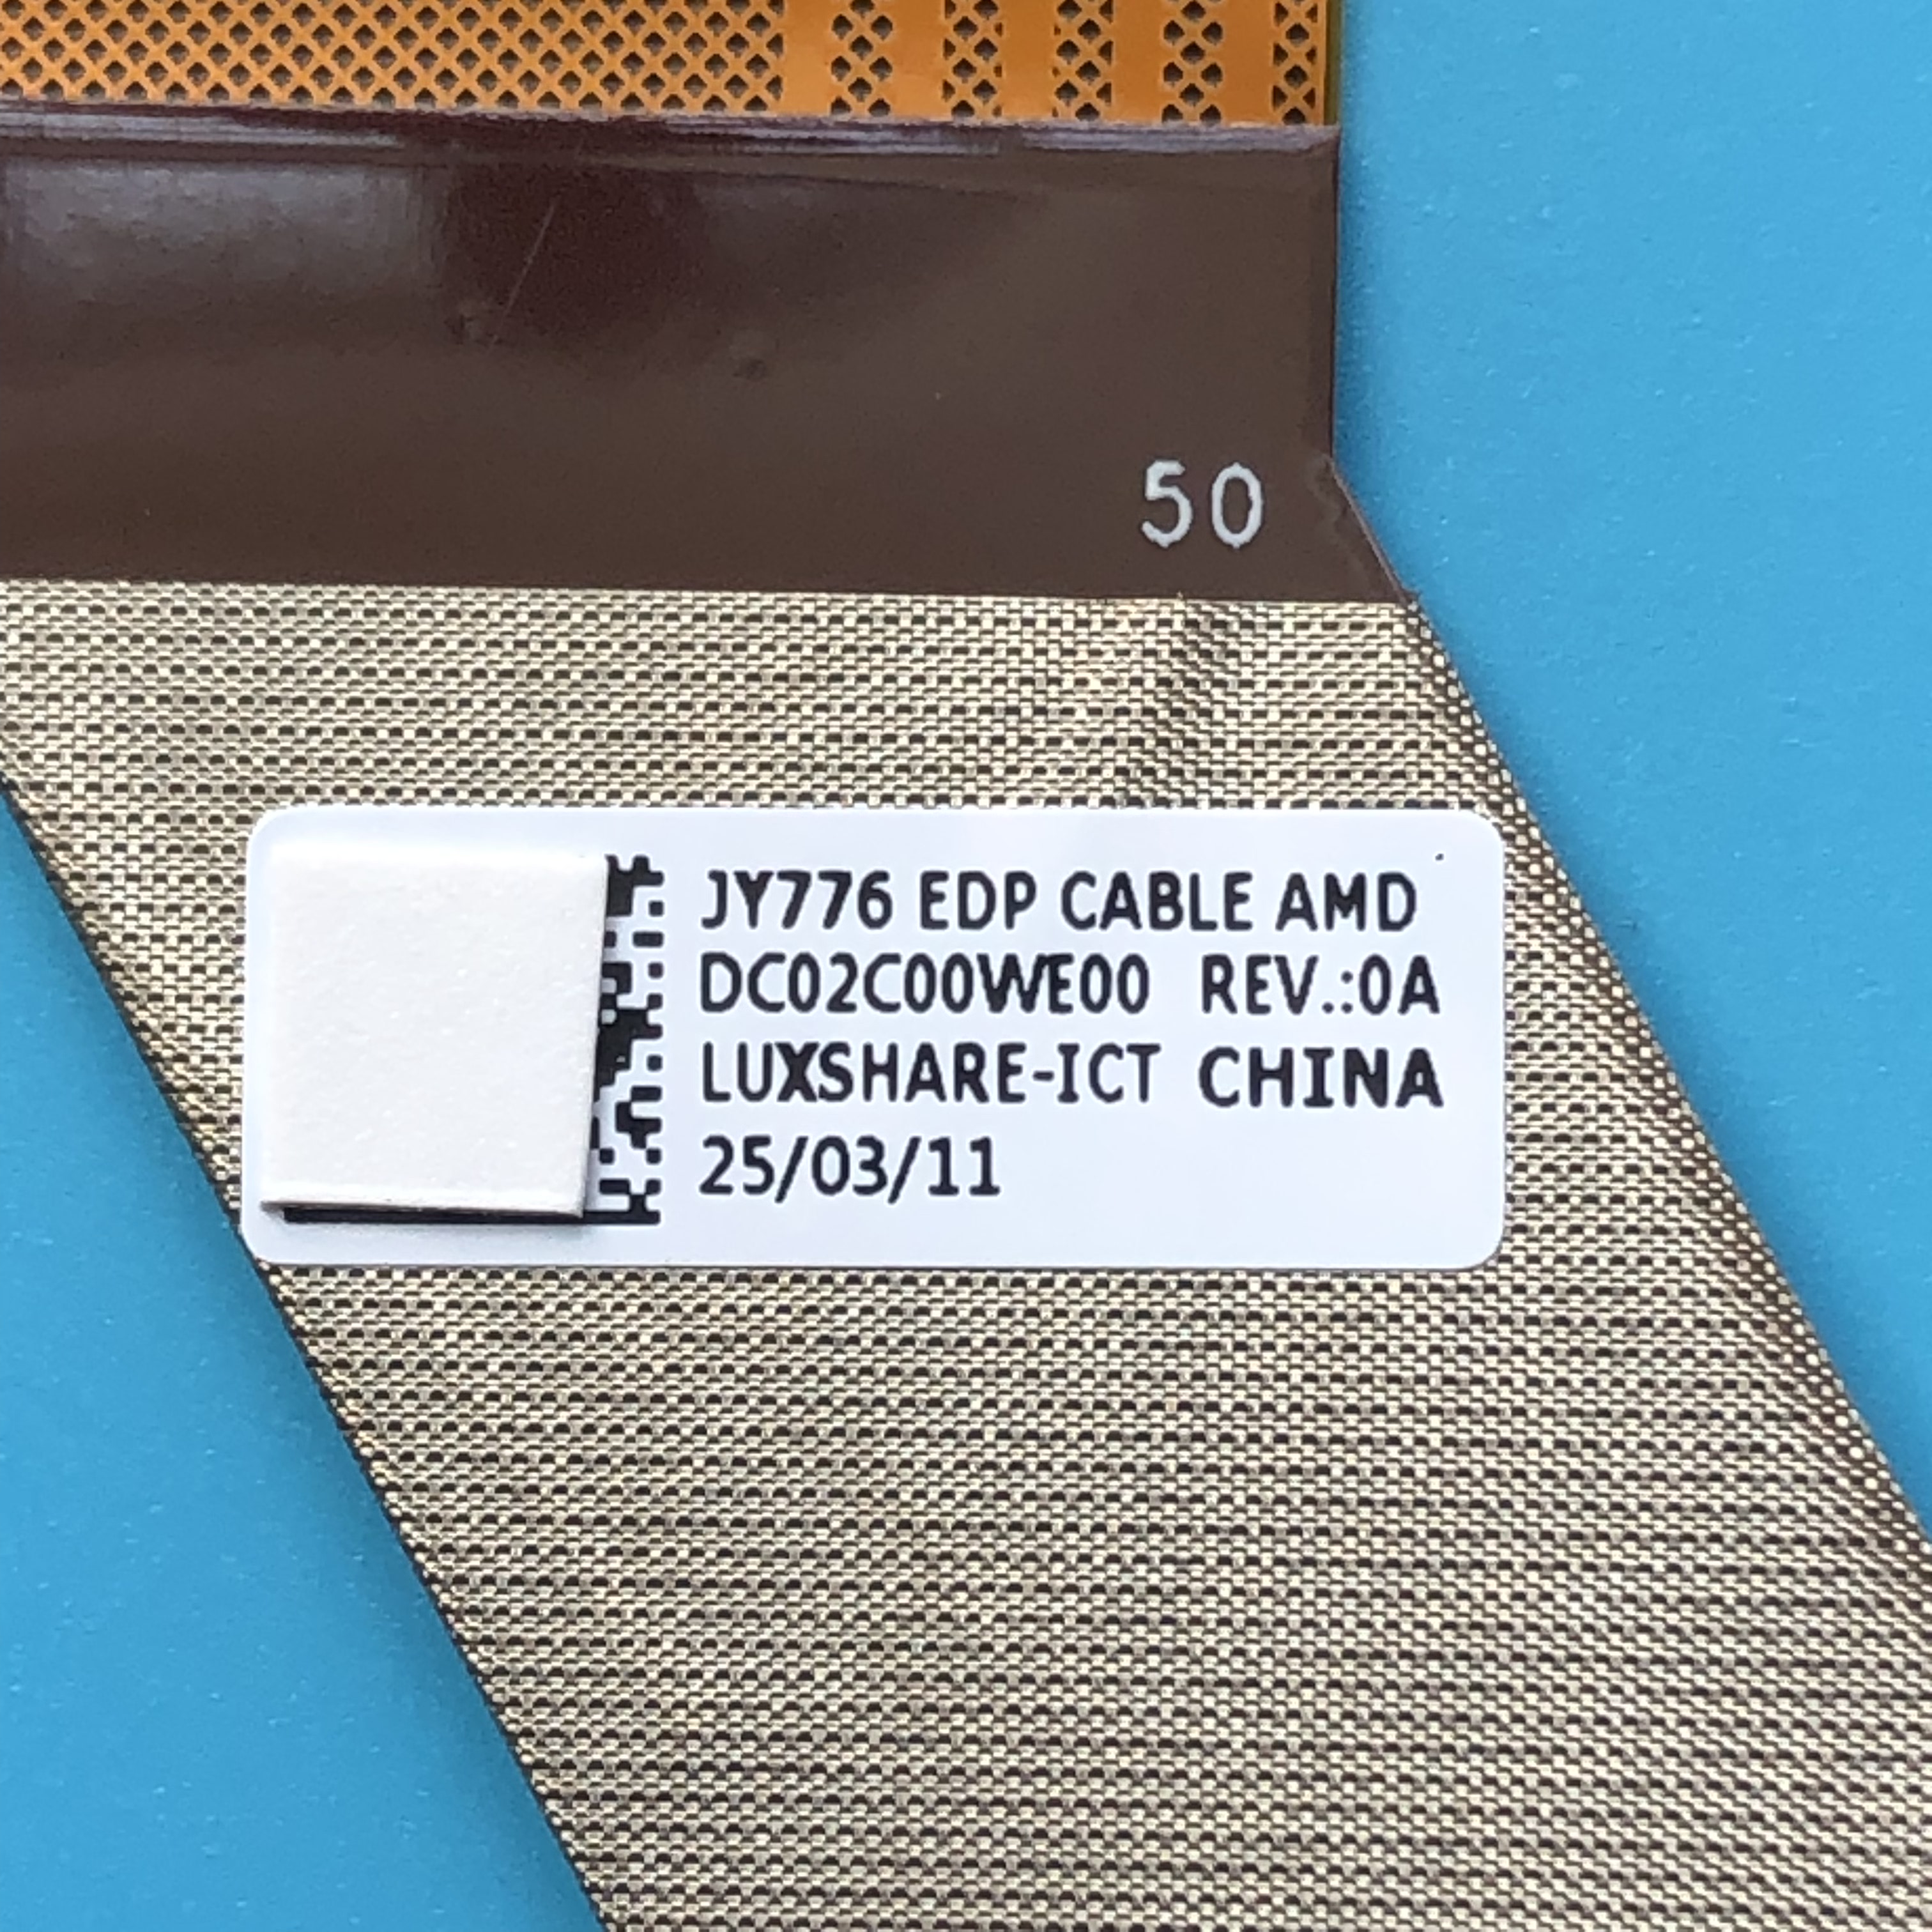 50
JY776 EDP CABLE AMD
DC02C00WE00 REV.:0A
LUXSHARE-ICT CHINA
25/03/11